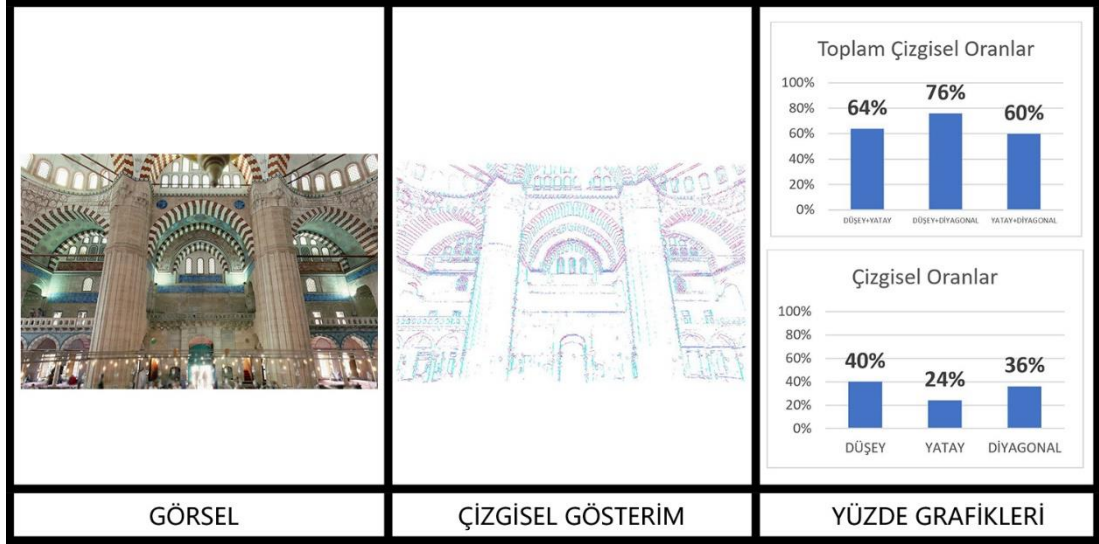 Toplam Çizgisel Oranlar
100%
80%
60%
40%
20%
0%
64%
76%
60%
DÜŞEY+YATAY
DÜŞEY+DİYAGONAL
YATAY+DİYAGONAL
Çizgisel Oranlar
100%
80%
60%
40%
20%
0%
40%
24%
36%
DÜŞEY
YATAY
DİYAGONAL
GÖRSEL
ÇİZGİSEL GÖSTERİM
YÜZDE GRAFİKLERİ